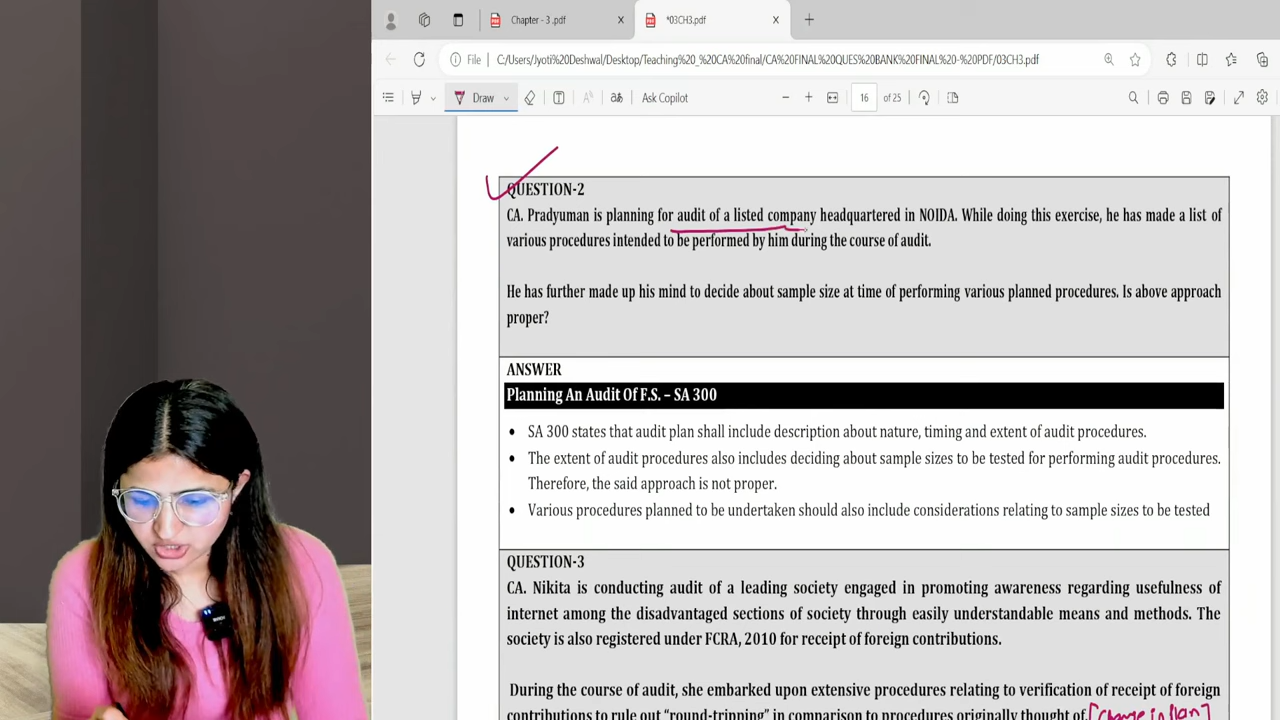 Chapter - 3 .pdf
*03CH3.pdf
File
C:/Users/Jyoti%20Deshwal/Desktop/Teaching%20_%20CA%20final/CA%20FINAL%20QUES%20BANK%20FINAL%20-%20PDF/03CH3.pdf
Draw
Ask Copilot
16 of 25
QUESTION-2
CA. Pradyuman is planning for audit of a listed company headquartered in NOIDA. While doing this exercise, he has made a list of
various procedures intended to be performed by him during the course of audit.
He has further made up his mind to decide about sample size at time of performing various planned procedures. Is above approach
proper?
ANSWER
Planning An Audit Of F.S. – SA 300
• SA 300 states that audit plan shall include description about nature, timing and extent of audit procedures.
• The extent of audit procedures also includes deciding about sample sizes to be tested for performing audit procedures.
Therefore, the said approach is not proper.
• Various procedures planned to be undertaken should also include considerations relating to sample sizes to be tested
QUESTION-3
CA. Nikita is conducting audit of a leading society engaged in promoting awareness regarding usefulness of
internet among the disadvantaged sections of society through easily understandable means and methods. The
society is also registered under FCRA, 2010 for receipt of foreign contributions.
During the course of audit, she embarked upon extensive procedures relating to verification of receipt of foreign
contributions to rule out “round-tripping” in comparison to procedures originally thought of. [Change in plan]